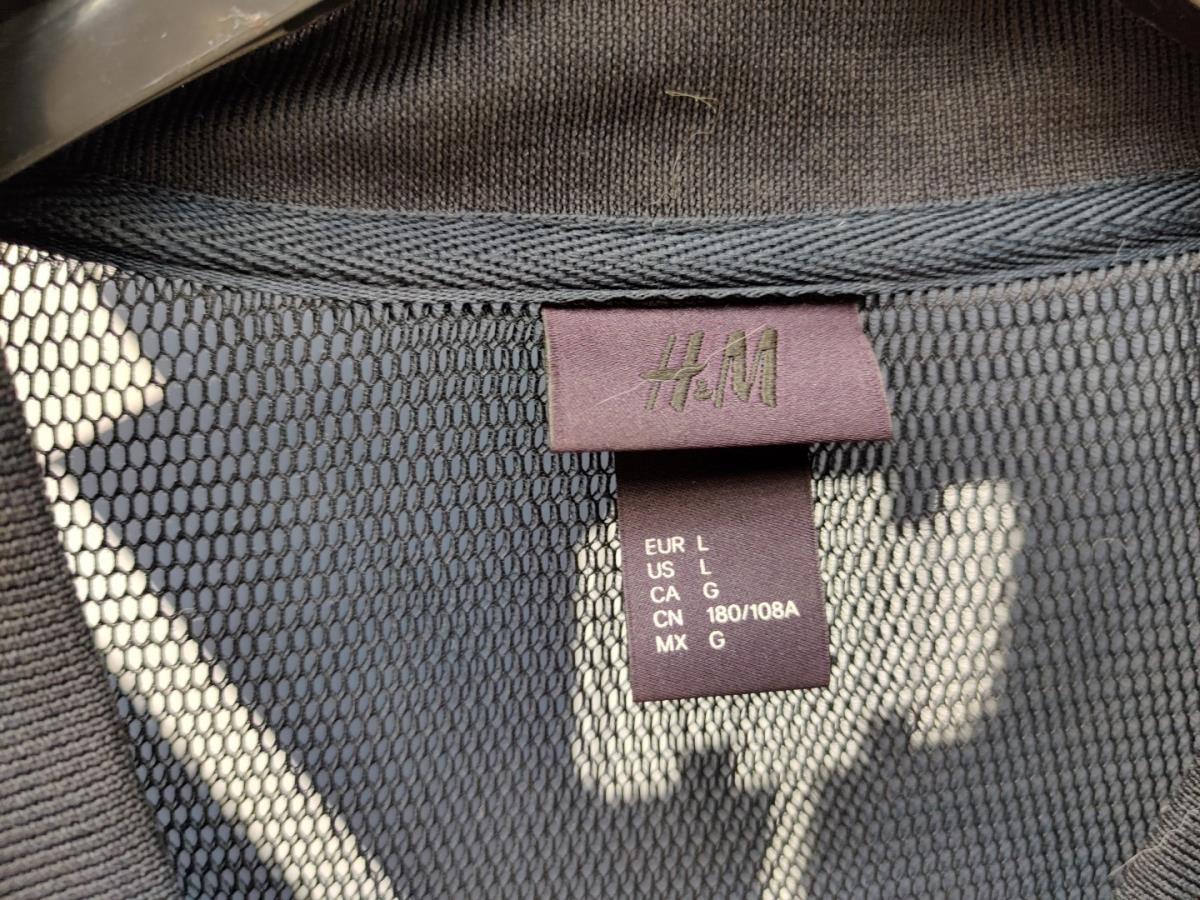 H&M
EUR L
US L
CA G
CN 180/108A
MX G